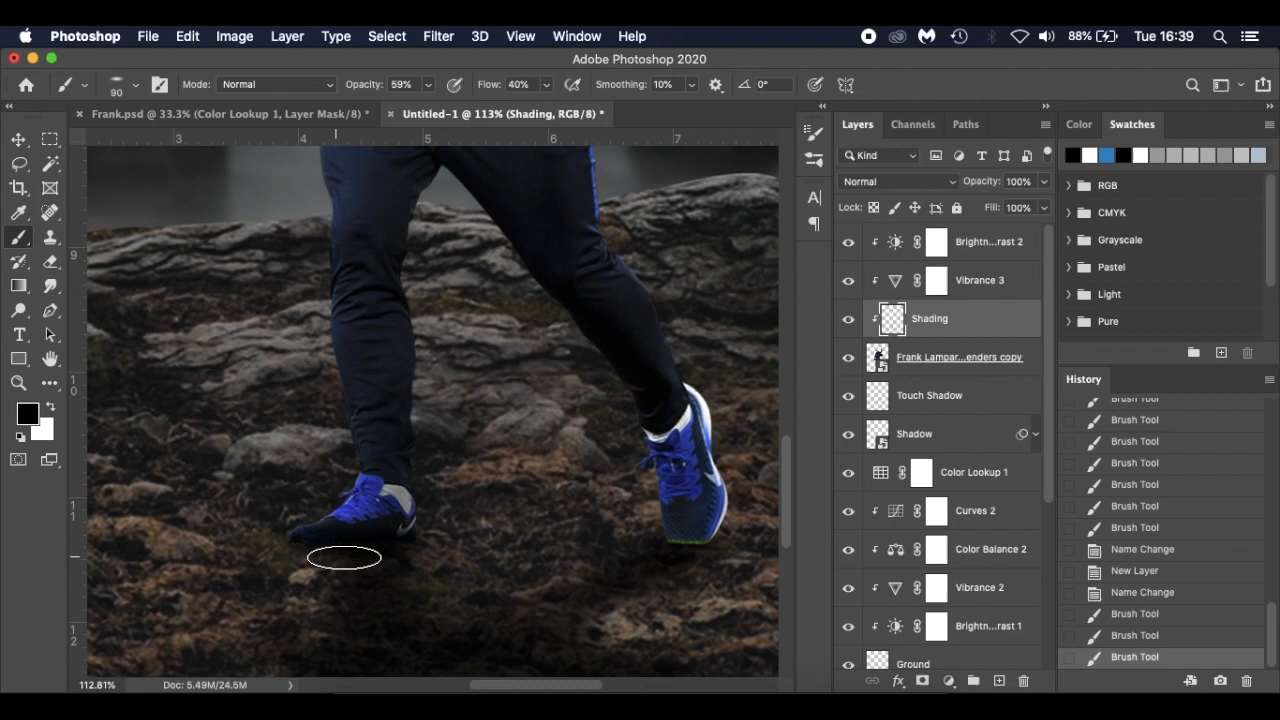 Photoshop File Edit Image Layer Type Select Filter 3D View Window Help 88% Tue 16:39
Adobe Photoshop 2020
90 Mode: Normal Opacity: 59% Flow: 40% Smoothing: 10% 0°
× Frank.psd @ 33.3% (Color Lookup 1, Layer Mask/8) * × Untitled-1 @ 113% (Shading, RGB/8) *
3 4 5 6 7
9
10
11
12
112.81% Doc: 5.49M/24.5M
Layers Channels Paths
Kind
Normal Opacity: 100%
Lock: Fill: 100%
Brightn...rast 2
Vibrance 3
Shading
Frank Lampar...enders copy
Touch Shadow
Shadow
Color Lookup 1
Curves 2
Color Balance 2
Vibrance 2
Brightn...rast 1
Ground
fx
Color Swatches
RGB
CMYK
Grayscale
Pastel
Light
Pure
History
Brush Tool
Brush Tool
Brush Tool
Brush Tool
Brush Tool
Brush Tool
Brush Tool
Name Change
New Layer
Name Change
Brush Tool
Brush Tool
Brush Tool